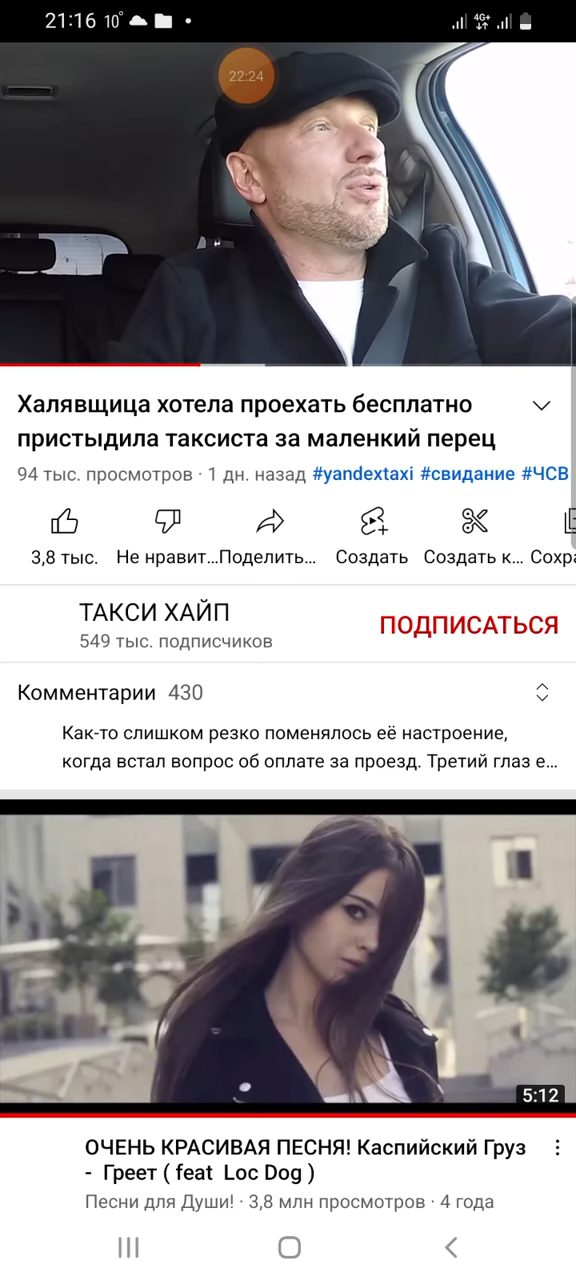 21:16 10°
4G+
22:24
Халявщица хотела проехать бесплатно
пристыдила таксиста за маленкий перец
94 тыс. просмотров · 1 дн. назад #yandextaxi #свидание #ЧСВ
3,8 тыс. Не нравит... Поделить... Создать Создать к... Сохра
ТАКСИ ХАЙП
549 тыс. подписчиков
ПОДПИСАТЬСЯ
Комментарии 430
Как-то слишком резко поменялось её настроение,
когда встал вопрос об оплате за проезд. Третий глаз е...
5:12
ОЧЕНЬ КРАСИВАЯ ПЕСНЯ! Каспийский Груз
- Греет ( feat Loc Dog )
Песни для Души! · 3,8 млн просмотров · 4 года